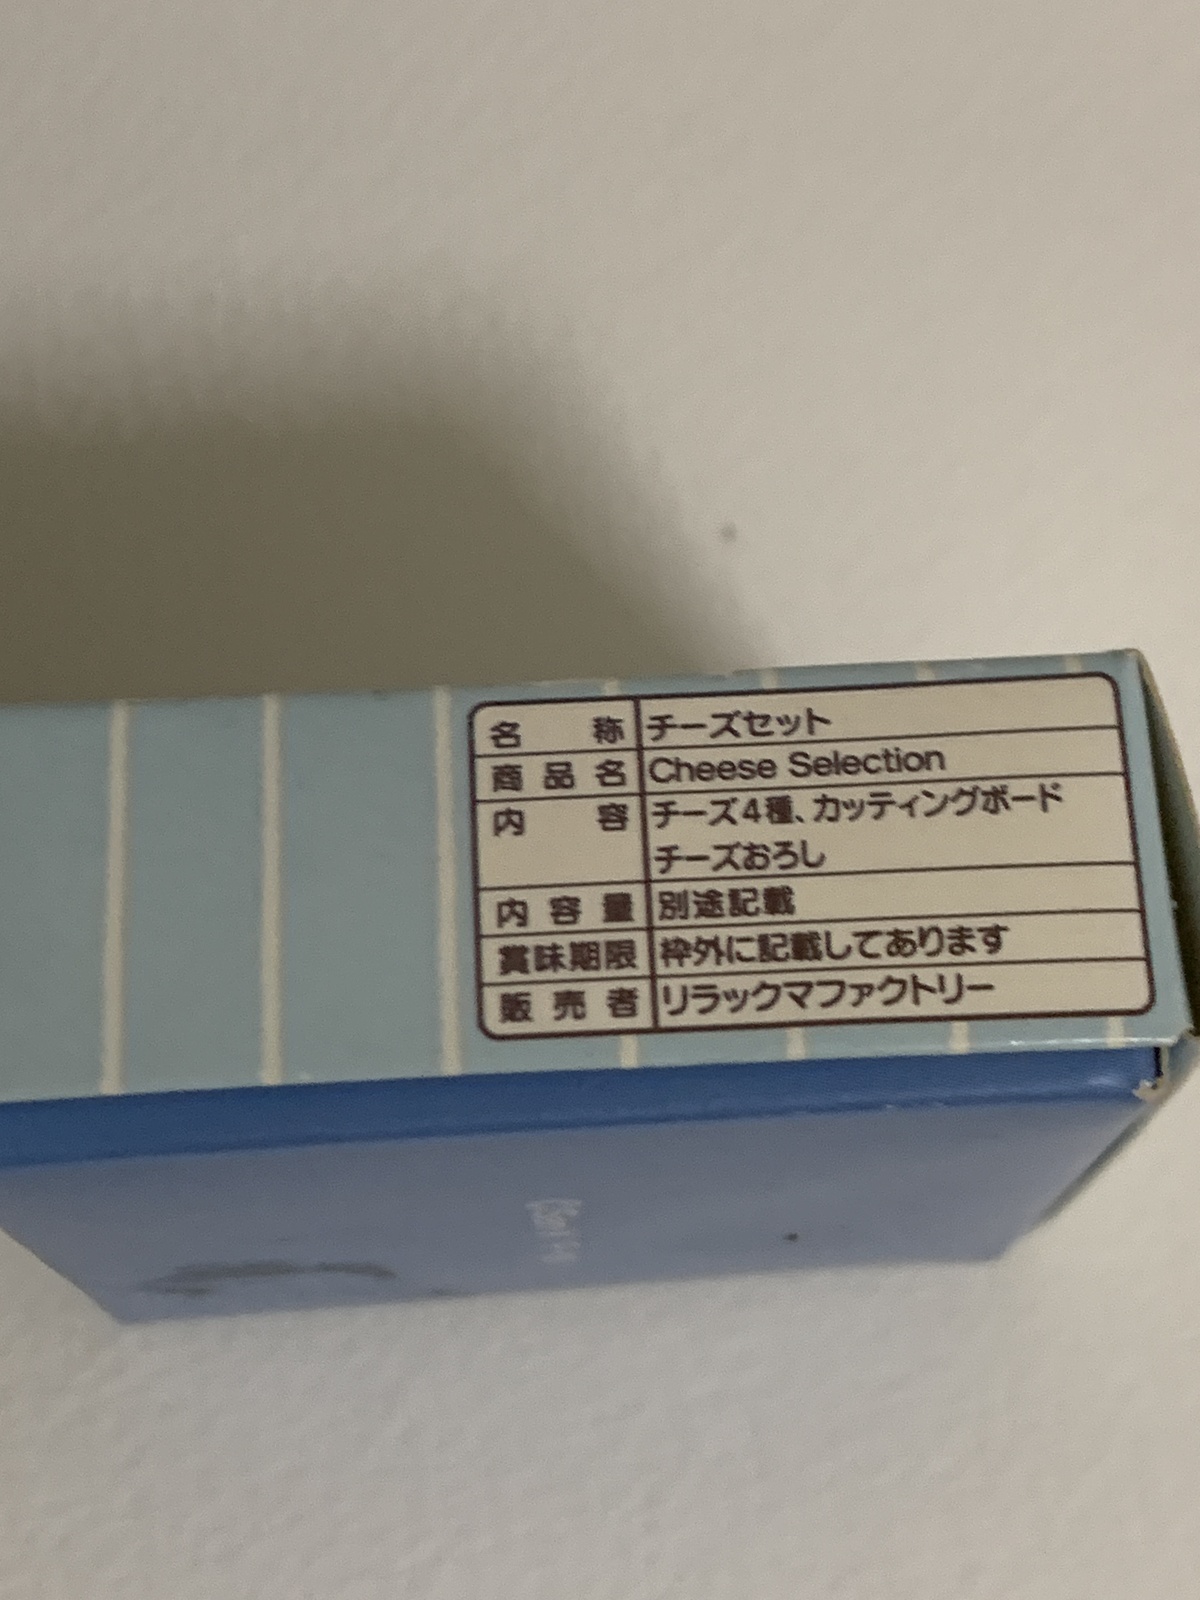 名称 チーズセット
商品名 Cheese Selection
内容 チーズ4種、カッティングボード
チーズおろし
内容量 別途記載
賞味期限 枠外に記載してあります
販売者 リラックマファクトリー